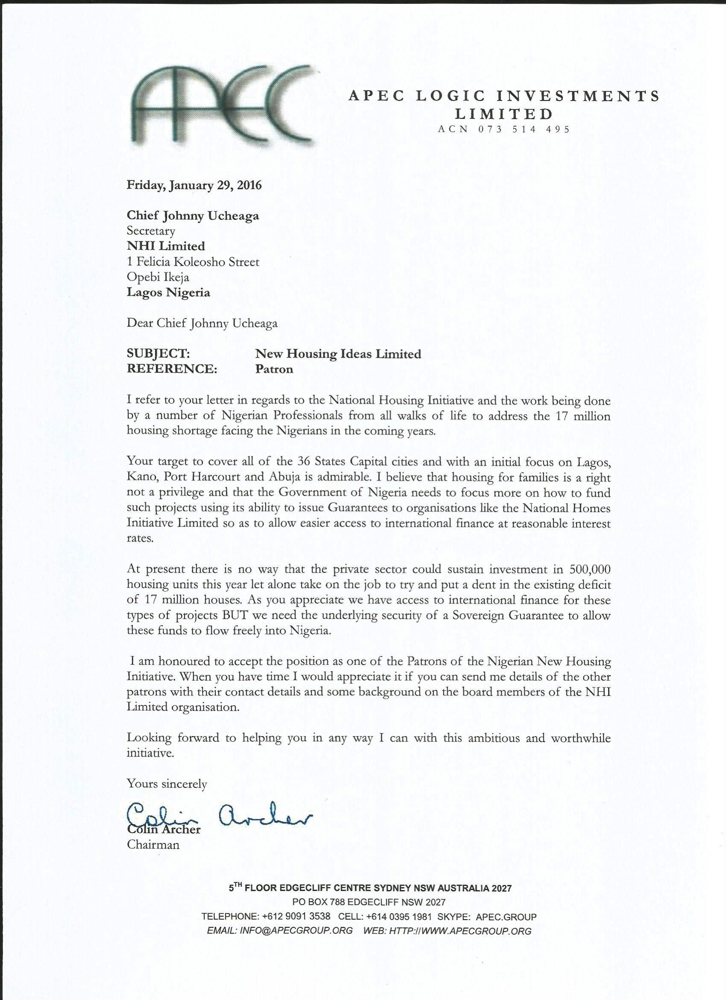 APEC
APEC LOGIC INVESTMENTS
LIMITED
ACN 073 514 495
Friday, January 29, 2016
Chief Johnny Ucheaga
Secretary
NHI Limited
1 Felicia Koleosho Street
Opebi Ikeja
Lagos Nigeria
Dear Chief Johnny Ucheaga
SUBJECT: New Housing Ideas Limited
REFERENCE: Patron
I refer to your letter in regards to the National Housing Initiative and the work being done
by a number of Nigerian Professionals from all walks of life to address the 17 million
housing shortage facing the Nigerians in the coming years.
Your target to cover all of the 36 States Capital cities and with an initial focus on Lagos,
Kano, Port Harcourt and Abuja is admirable. I believe that housing for families is a right
not a privilege and that the Government of Nigeria needs to focus more on how to fund
such projects using its ability to issue Guarantees to organisations like the National Homes
Initiative Limited so as to allow easier access to international finance at reasonable interest
rates.
At present there is no way that the private sector could sustain investment in 500,000
housing units this year let alone take on the job to try and put a dent in the existing deficit
of 17 million houses. As you appreciate we have access to international finance for these
types of projects BUT we need the underlying security of a Sovereign Guarantee to allow
these funds to flow freely into Nigeria.
I am honoured to accept the position as one of the Patrons of the Nigerian New Housing
Initiative. When you have time I would appreciate it if you can send me details of the other
patrons with their contact details and some background on the board members of the NHI
Limited organisation.
Looking forward to helping you in any way I can with this ambitious and worthwhile
initiative.
Yours sincerely
Colin Archer
Colin Archer
Chairman
5TH FLOOR EDGECLIFF CENTRE SYDNEY NSW AUSTRALIA 2027
PO BOX 788 EDGECLIFF NSW 2027
TELEPHONE: +612 9091 3538 CELL: +614 0395 1981 SKYPE: APEC.GROUP
EMAIL: INFO@APECGROUP.ORG WEB: HTTP://WWW.APECGROUP.ORG